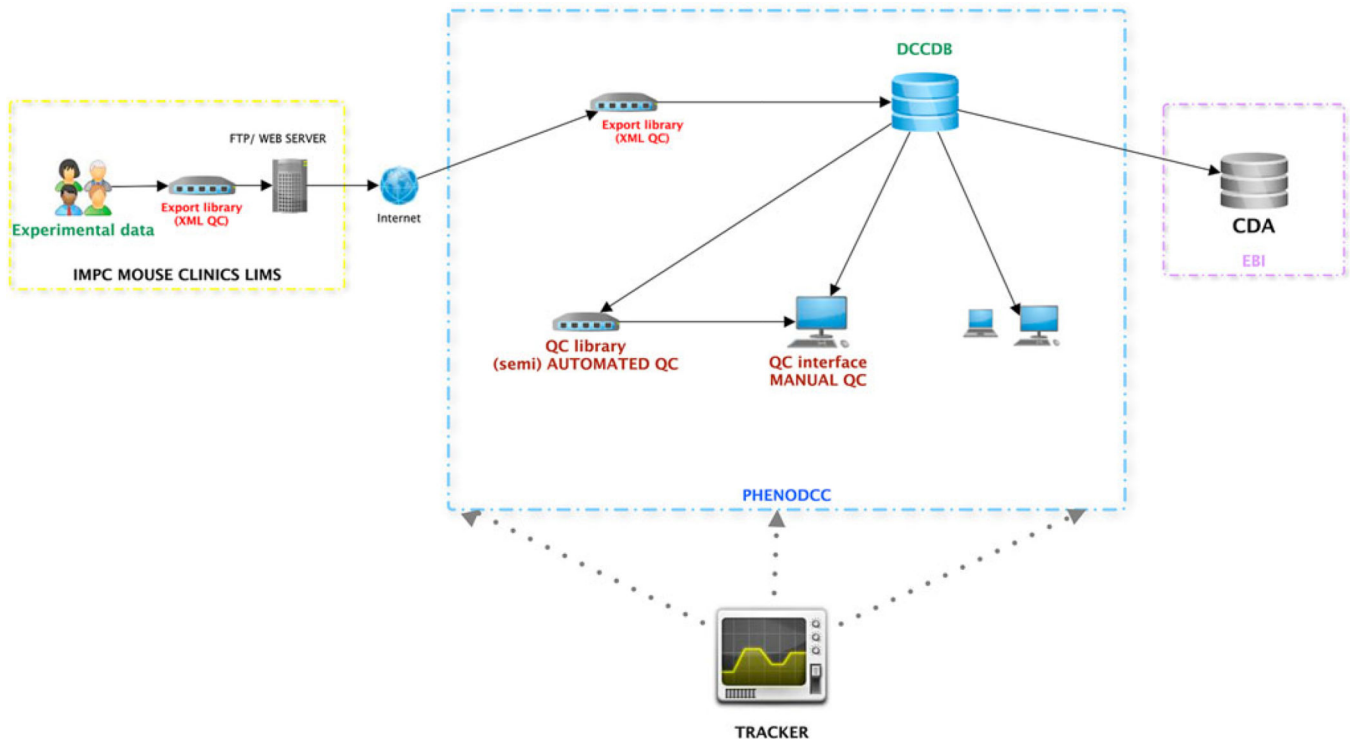 DCCDB
Export library
(XML QC)
FTP/ WEB SERVER
Export library
(XML QC)
Experimental data
IMPC MOUSE CLINICS LIMS
Internet
CDA
EBI
QC library
(semi) AUTOMATED QC
QC interface
MANUAL QC
PHENODCC
TRACKER